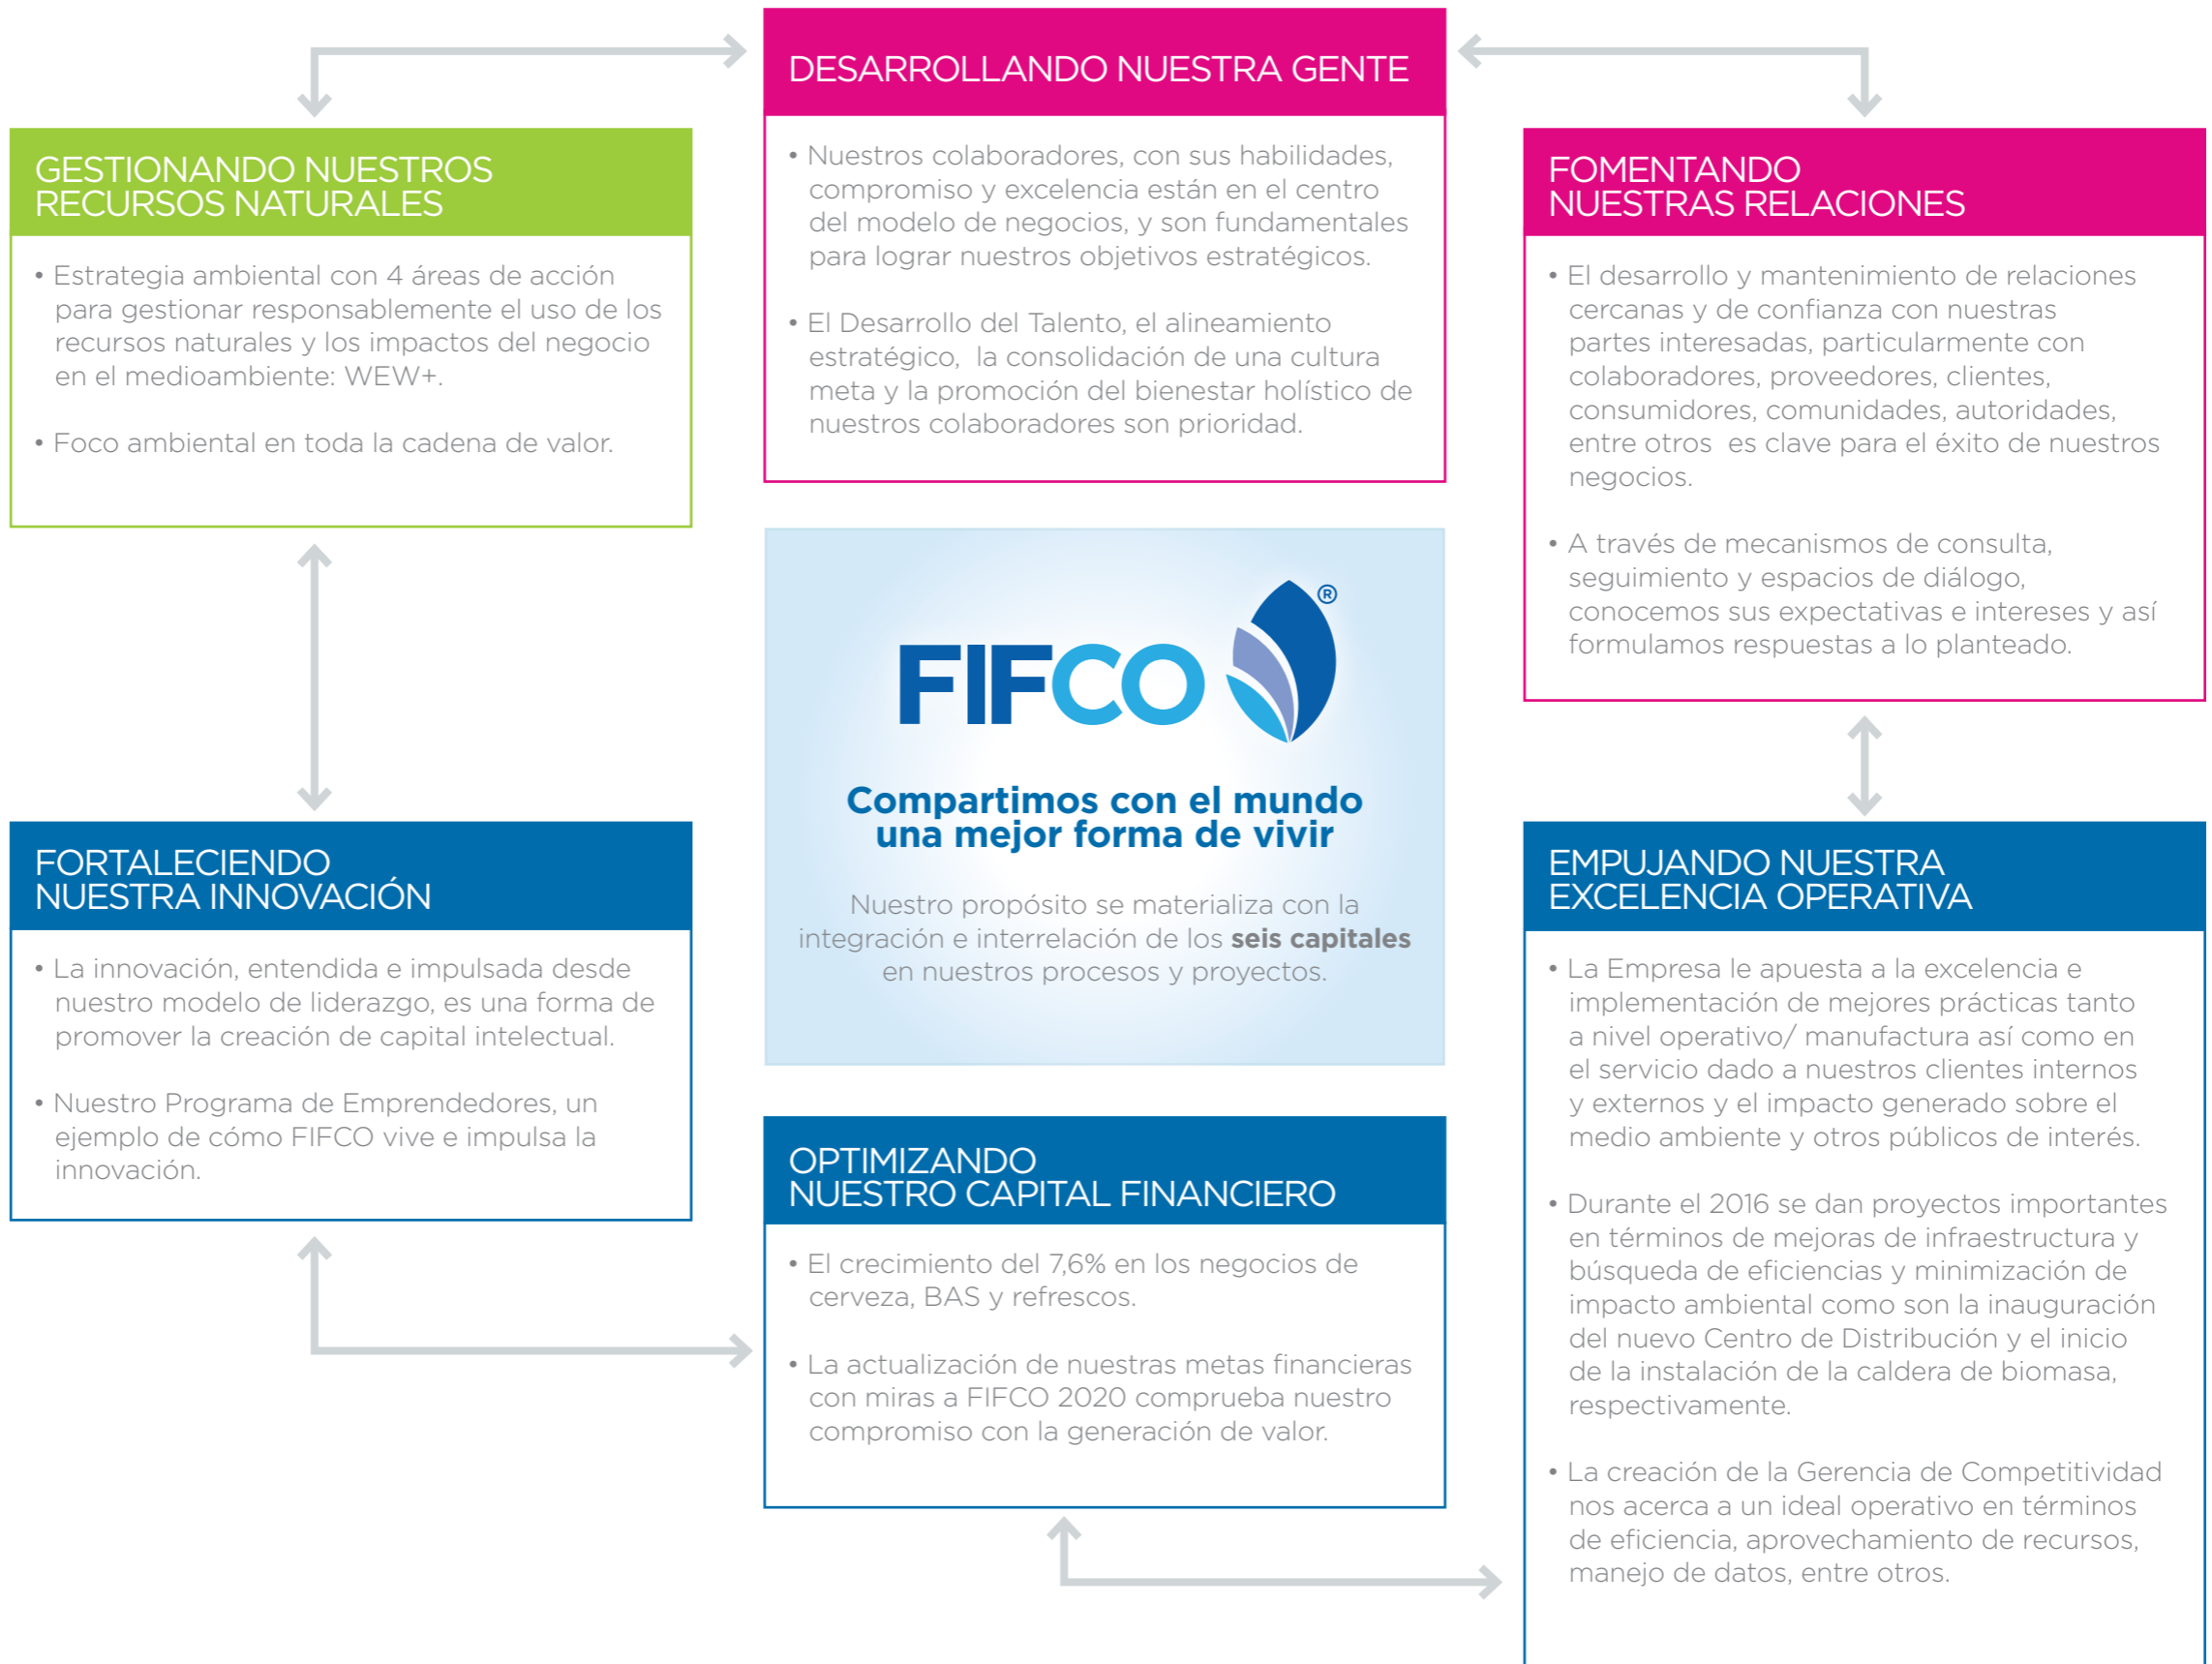 DESARROLLANDO NUESTRA GENTE
• Nuestros colaboradores, con sus habilidades,
compromiso y excelencia están en el centro
del modelo de negocios, y son fundamentales
para lograr nuestros objetivos estratégicos.
• El Desarrollo del Talento, el alineamiento
estratégico, la consolidación de una cultura
meta y la promoción del bienestar holístico de
nuestros colaboradores son prioridad.
GESTIONANDO NUESTROS
RECURSOS NATURALES
• Estrategia ambiental con 4 áreas de acción
para gestionar responsablemente el uso de los
recursos naturales y los impactos del negocio
en el medioambiente: WEW+.
• Foco ambiental en toda la cadena de valor.
FOMENTANDO
NUESTRAS RELACIONES
• El desarrollo y mantenimiento de relaciones
cercanas y de confianza con nuestras
partes interesadas, particularmente con
colaboradores, proveedores, clientes,
consumidores, comunidades, autoridades,
entre otros es clave para el éxito de nuestros
negocios.
• A través de mecanismos de consulta,
seguimiento y espacios de diálogo,
conocemos sus expectativas e intereses y así
formulamos respuestas a lo planteado.
FIFCO ®
Compartimos con el mundo
una mejor forma de vivir
Nuestro propósito se materializa con la
integración e interrelación de los seis capitales
en nuestros procesos y proyectos.
FORTALECIENDO
NUESTRA INNOVACIÓN
• La innovación, entendida e impulsada desde
nuestro modelo de liderazgo, es una forma de
promover la creación de capital intelectual.
• Nuestro Programa de Emprendedores, un
ejemplo de cómo FIFCO vive e impulsa la
innovación.
OPTIMIZANDO
NUESTRO CAPITAL FINANCIERO
• El crecimiento del 7,6% en los negocios de
cerveza, BAS y refrescos.
• La actualización de nuestras metas financieras
con miras a FIFCO 2020 comprueba nuestro
compromiso con la generación de valor.
EMPUJANDO NUESTRA
EXCELENCIA OPERATIVA
• La Empresa le apuesta a la excelencia e
implementación de mejores prácticas tanto
a nivel operativo/ manufactura así como en
el servicio dado a nuestros clientes internos
y externos y el impacto generado sobre el
medio ambiente y otros públicos de interés.
• Durante el 2016 se dan proyectos importantes
en términos de mejoras de infraestructura y
búsqueda de eficiencias y minimización de
impacto ambiental como son la inauguración
del nuevo Centro de Distribución y el inicio
de la instalación de la caldera de biomasa,
respectivamente.
• La creación de la Gerencia de Competitividad
nos acerca a un ideal operativo en términos
de eficiencia, aprovechamiento de recursos,
manejo de datos, entre otros.